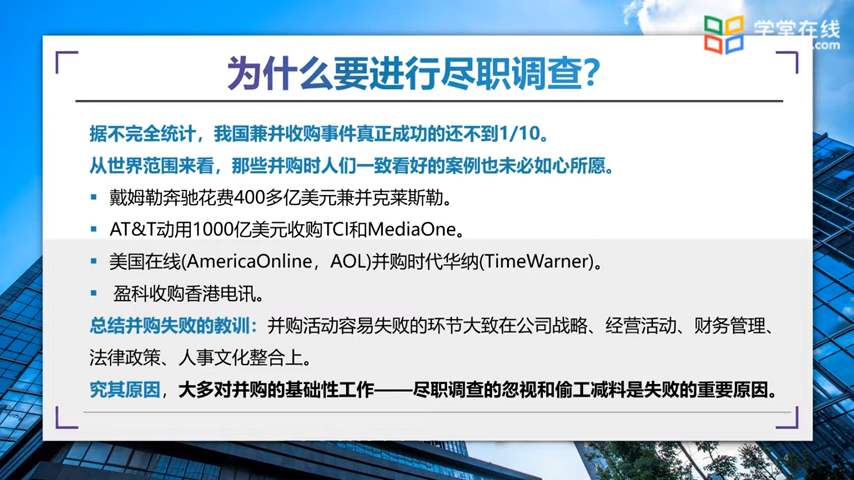 学堂在线
为什么要进行尽职调查?
据不完全统计，我国兼并收购事件真正成功的还不到1/10。
从世界范围来看，那些并购时人们一致看好的案例也未必如心所愿。
▪ 戴姆勒奔驰花费400多亿美元兼并克莱斯勒。
▪ AT&T动用1000亿美元收购TCI和MediaOne。
▪ 美国在线(AmericaOnline，AOL)并购时代华纳(TimeWarner)。
▪ 盈科收购香港电讯。
总结并购失败的教训：并购活动容易失败的环节大致在公司战略、经营活动、财务管理、
法律政策、人事文化整合上。
究其原因，大多对并购的基础性工作——尽职调查的忽视和偷工减料是失败的重要原因。